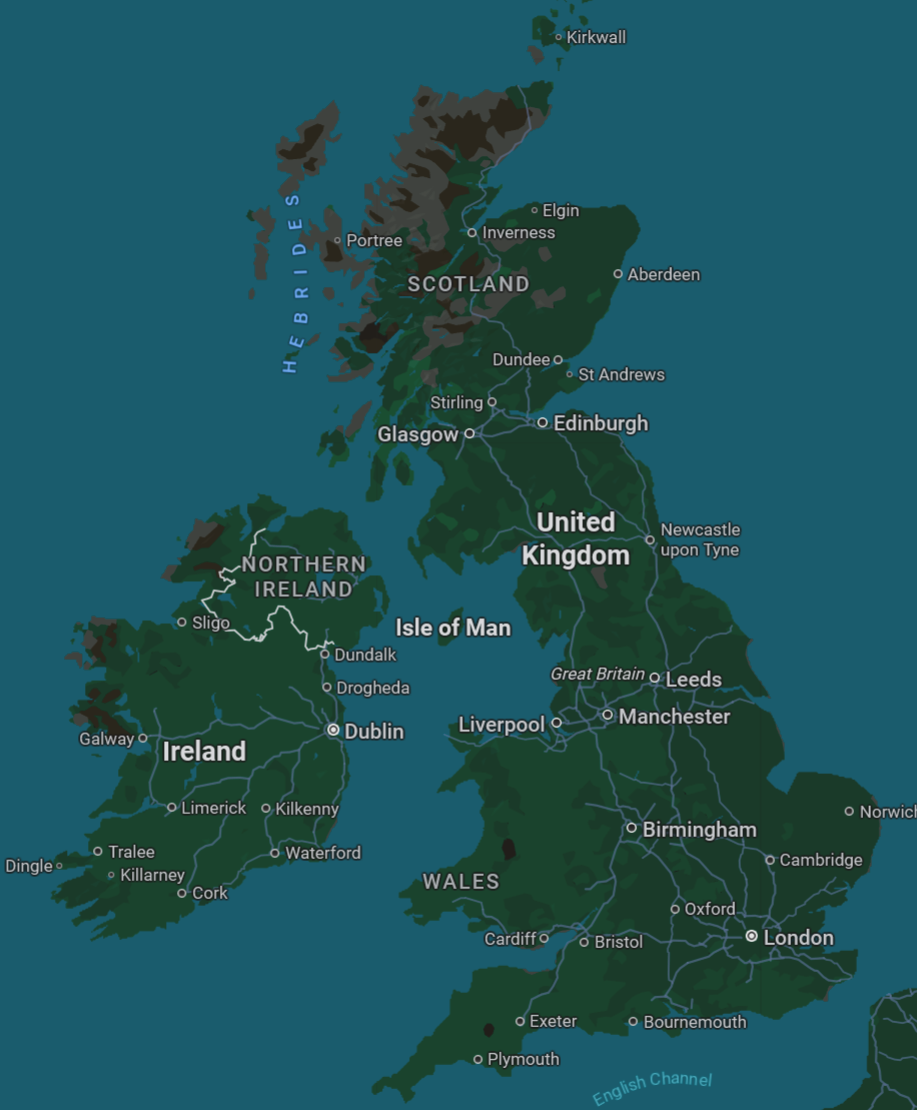 Kirkwall
Elgin
Inverness
Portree
HEBRIDES
Aberdeen
SCOTLAND
Dundee
St Andrews
Stirling
Edinburgh
Glasgow
United
Kingdom
Newcastle
upon Tyne
NORTHERN
IRELAND
Sligo
Isle of Man
Dundalk
Great Britain
Leeds
Drogheda
Manchester
Liverpool
Dublin
Galway
Ireland
Limerick
Kilkenny
Norwich
Birmingham
Tralee
Waterford
Cambridge
Dingle
Killarney
WALES
Cork
Oxford
London
Cardiff
Bristol
Exeter
Bournemouth
Plymouth
English Channel